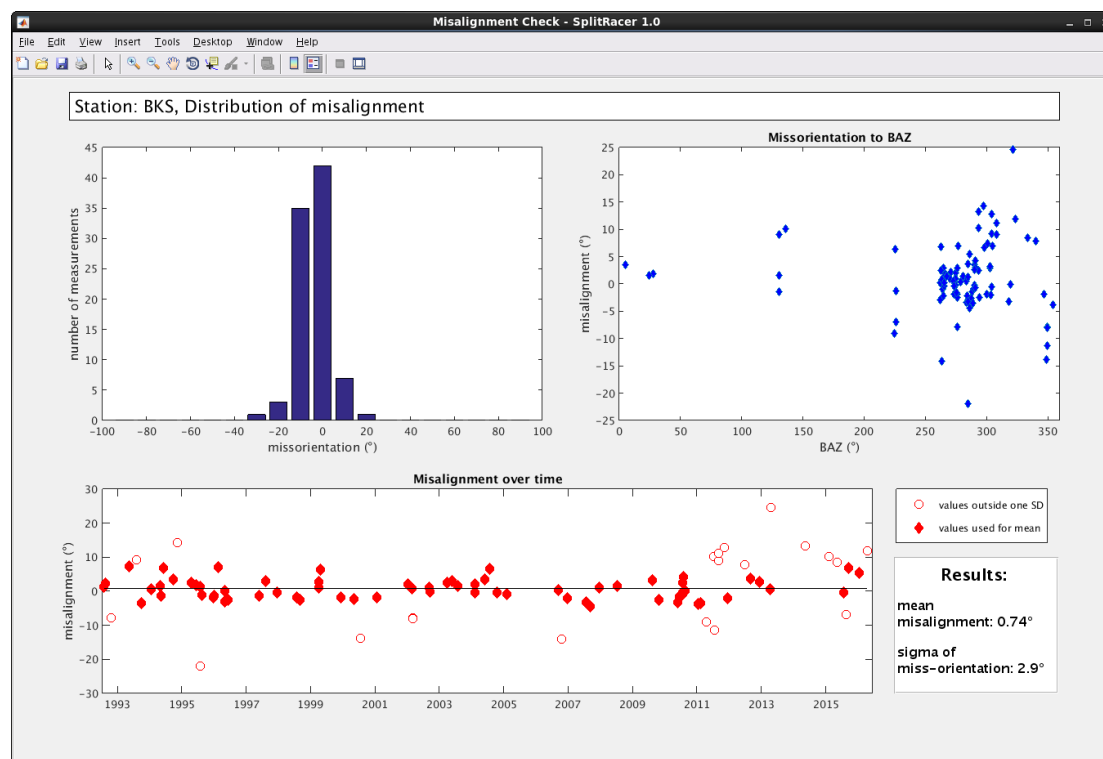 Misalignment Check - SplitRacer 1.0
File Edit View Insert Tools Desktop Window Help
Station: BKS, Distribution of misalignment
45
40
35
30
25
20
15
10
5
0
number of measurements
−100 −80 −60 −40 −20 0 20 40 60 80 100
missorientation (°)
Missorientation to BAZ
25
20
15
10
5
0
−5
−10
−15
−20
−25
misalignment (°)
0 50 100 150 200 250 300 350
BAZ (°)
Misalignment over time
30
20
10
0
−10
−20
−30
misalignment (°)
1993 1995 1997 1999 2001 2003 2005 2007 2009 2011 2013 2015
values outside one SD
values used for mean
Results:
mean
misalignment: 0.74°
sigma of
miss-orientation: 2.9°